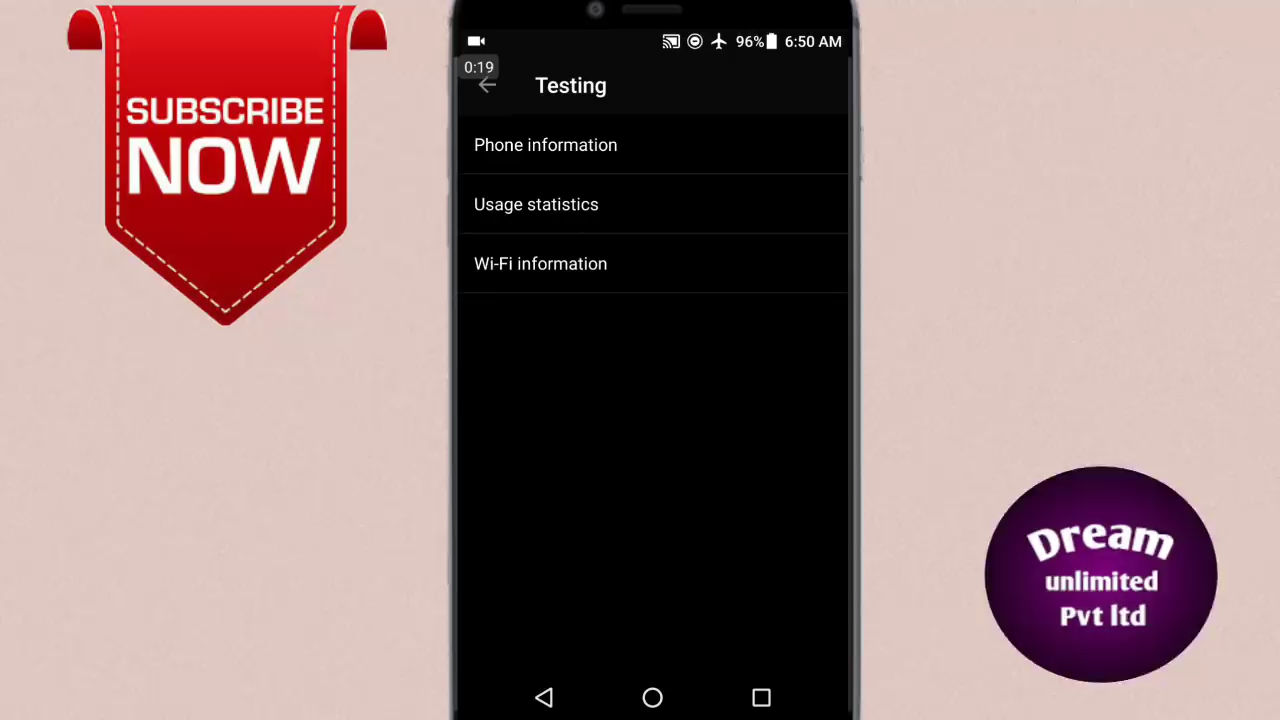 SUBSCRIBE
NOW
96% 6:50 AM
0:19
Testing
Phone information
Usage statistics
Wi-Fi information
Dream
unlimited
Pvt ltd